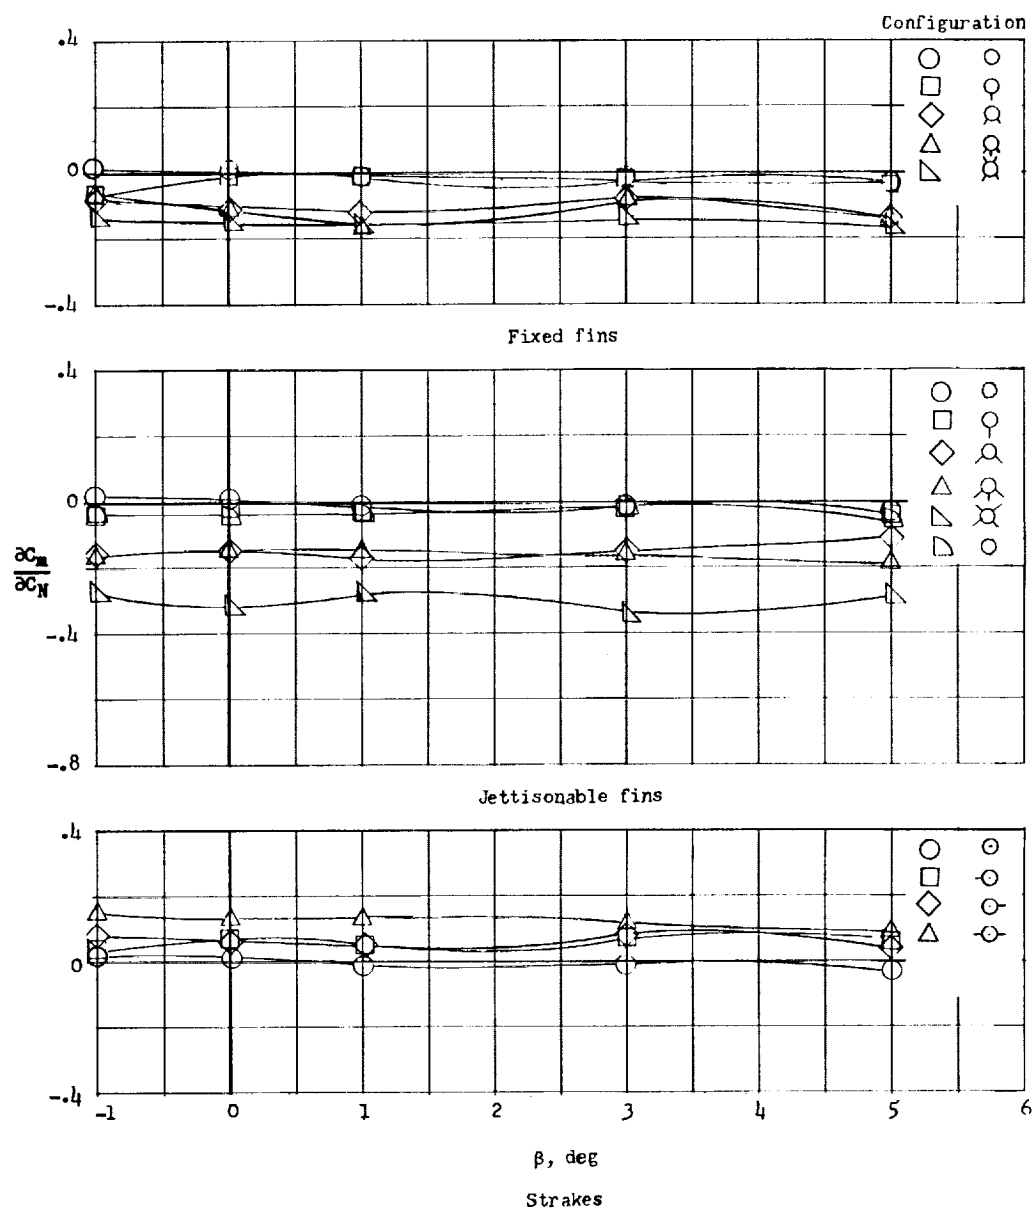 Configuration
.4
0
-.4
Fixed fins
.4
0
∂Cm
∂CN
-.4
-.8
Jettisonable fins
.4
0
-.4
-1 0 1 2 3 4 5 6
β, deg
Strakes